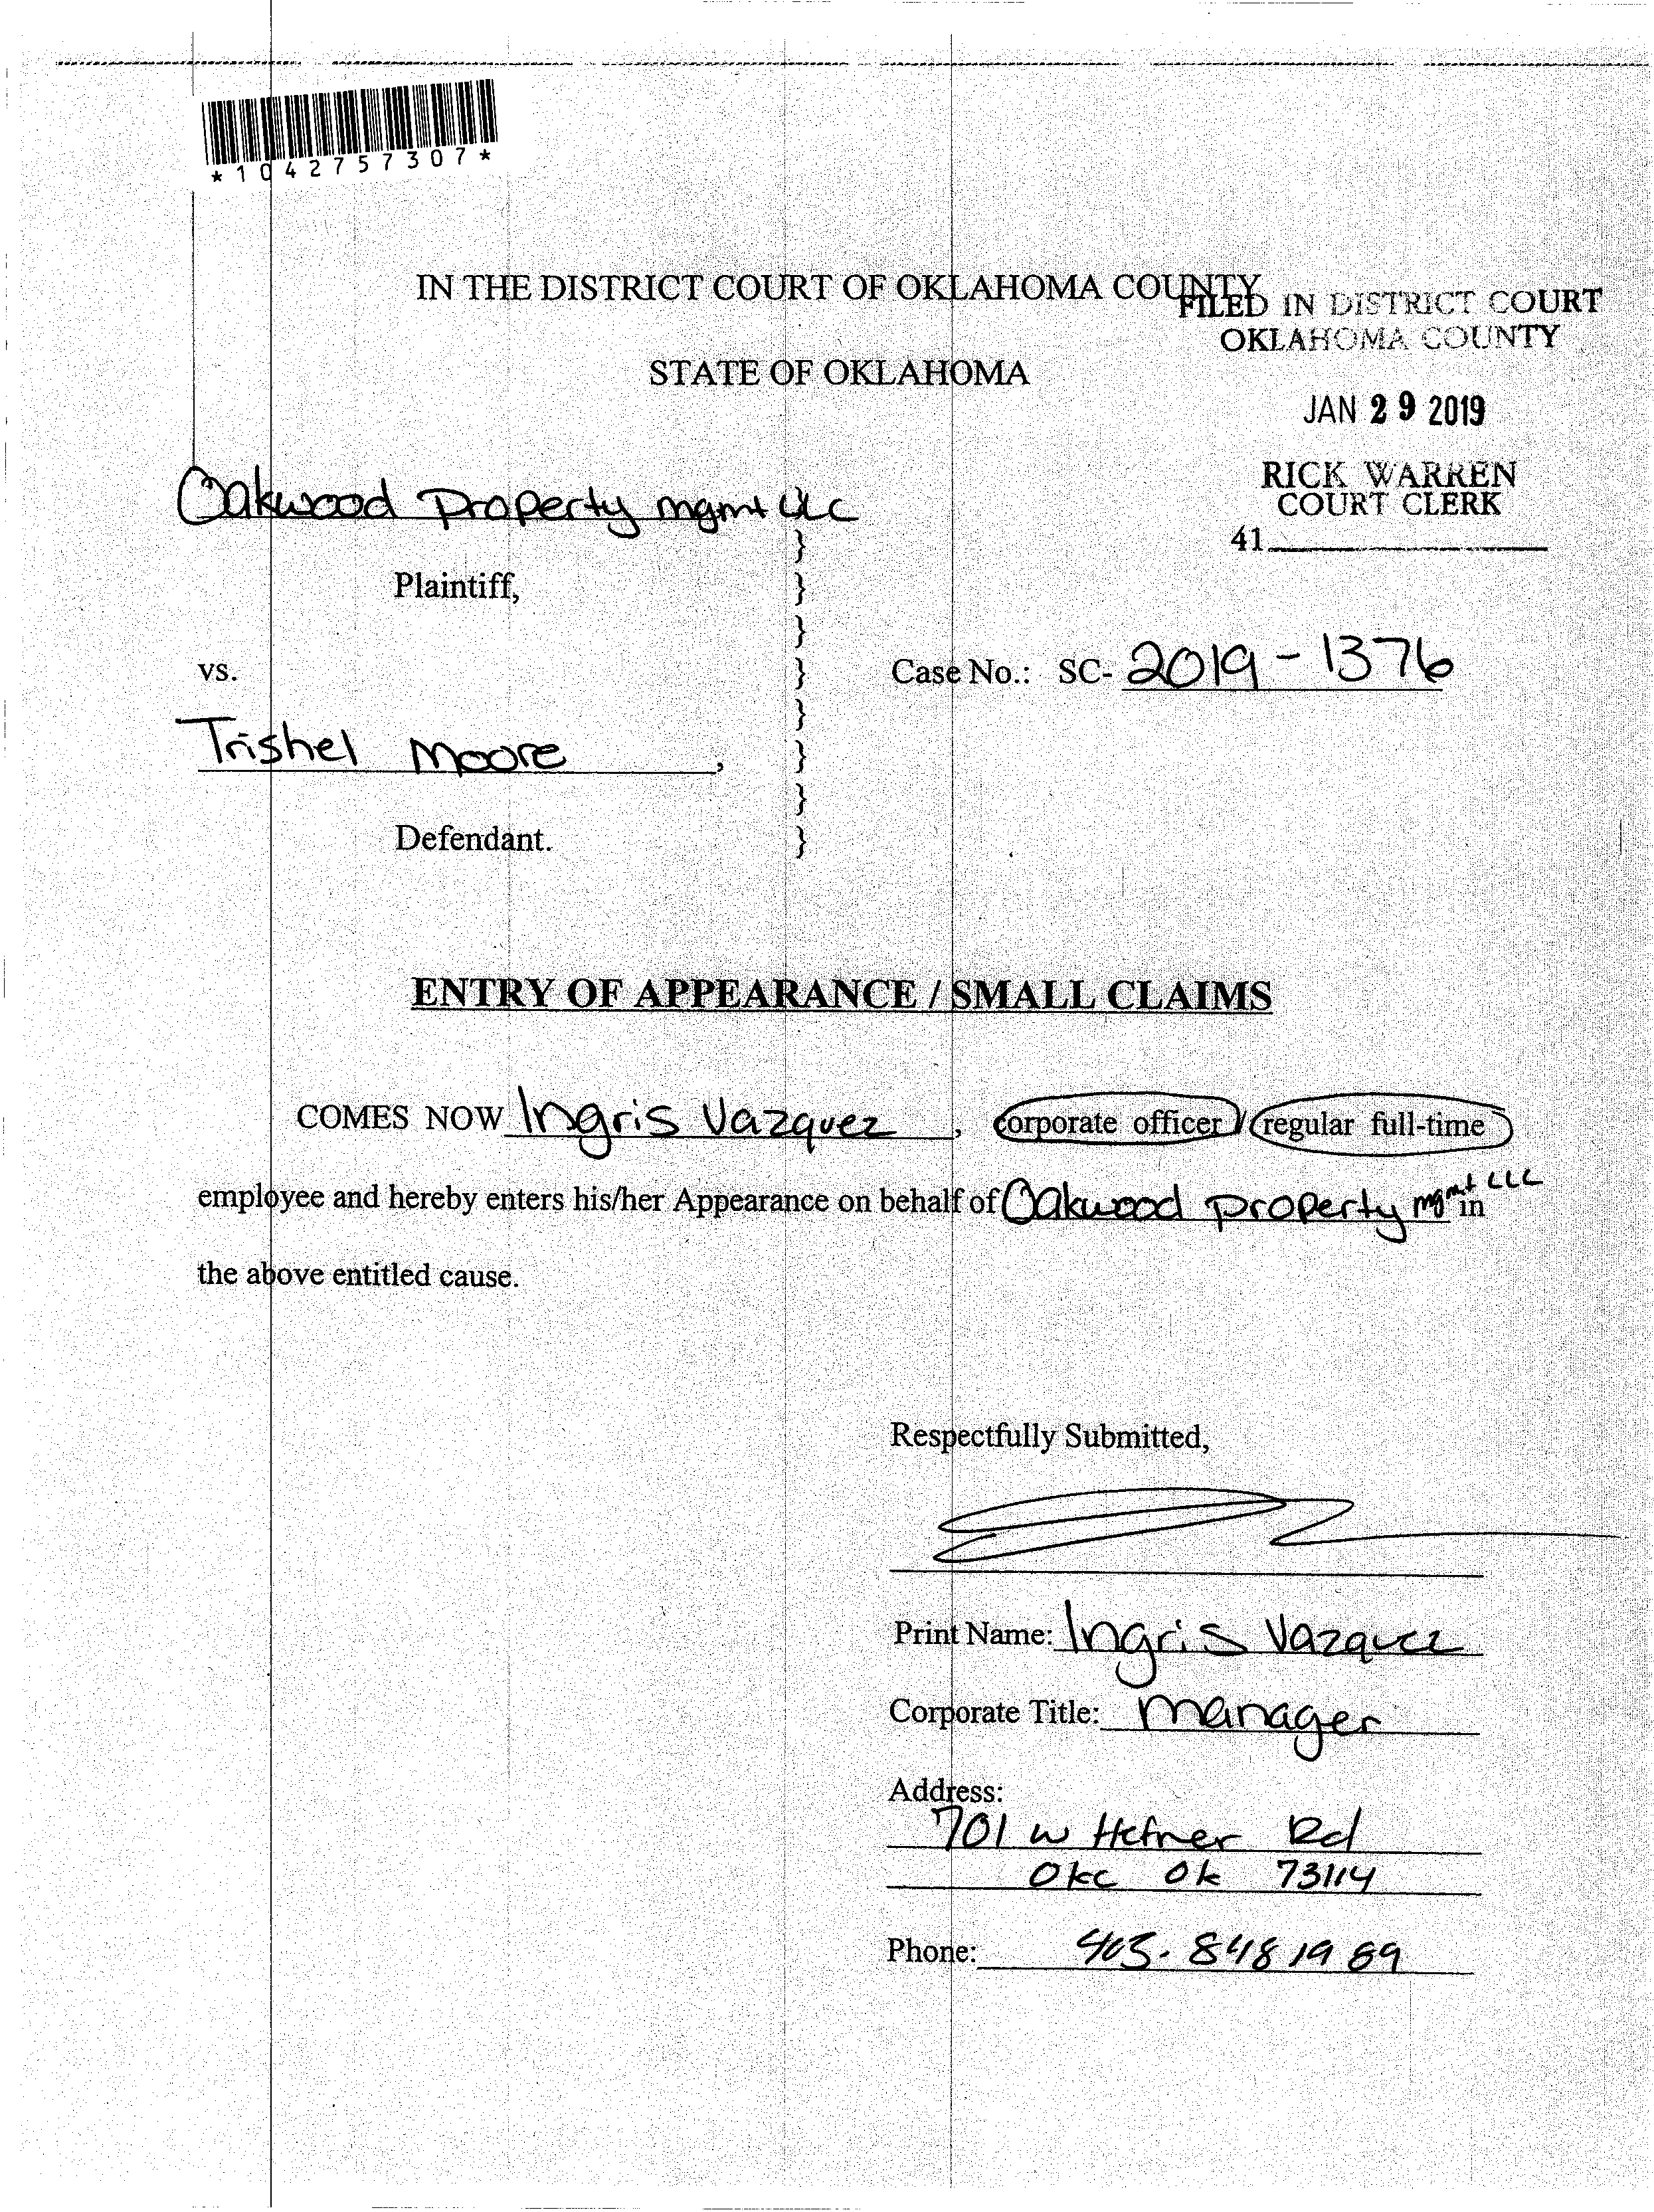 *1042757307*
IN THE DISTRICT COURT OF OKLAHOMA COUNTY
FILED IN DISTRICT COURT
OKLAHOMA COUNTY
STATE OF OKLAHOMA
JAN 29 2019
RICK WARREN
COURT CLERK
41
Oakwood Property mgmt LLC
}
Plaintiff, }
}
vs. } Case No.: SC- 2019-1376
}
Trishel Moore, }
}
Defendant. }
ENTRY OF APPEARANCE / SMALL CLAIMS
COMES NOW Ingris Vazquez, corporate officer / regular full-time
employee and hereby enters his/her Appearance on behalf of Oakwood property mgmt LLC in
the above entitled cause.
Respectfully Submitted,
Print Name: Ingris Vazquez
Corporate Title: manager
Address:
701 w Hefner Rd
OKC Ok 73114
Phone: 405.848 1989